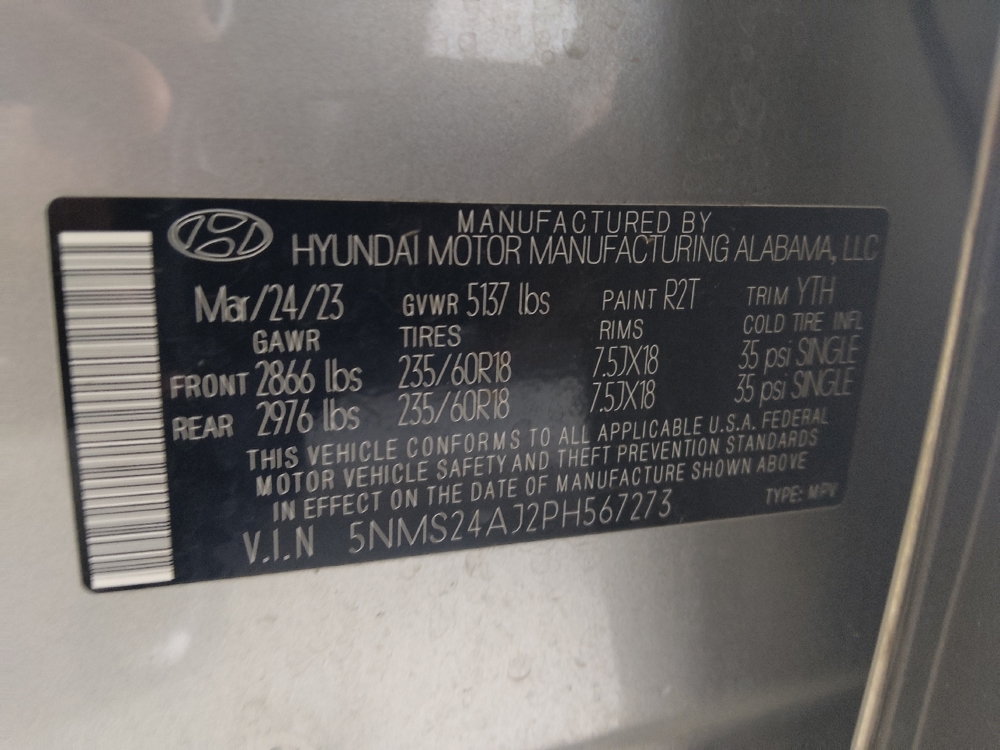 MANUFACTURED BY
HYUNDAI MOTOR MANUFACTURING ALABAMA, LLC
Mar/24/23 GVWR 5137 lbs PAINT R2T TRIM YTH
GAWR TIRES RIMS COLD TIRE INFL
FRONT 2866 lbs 235/60R18 7.5JX18 35 psi SINGLE
REAR 2976 lbs 235/60R18 7.5JX18 35 psi SINGLE
THIS VEHICLE CONFORMS TO ALL APPLICABLE U.S.A. FEDERAL
MOTOR VEHICLE SAFETY AND THEFT PREVENTION STANDARDS
IN EFFECT ON THE DATE OF MANUFACTURE SHOWN ABOVE
V.I.N 5NMS24AJ2PH567273 TYPE: MPV